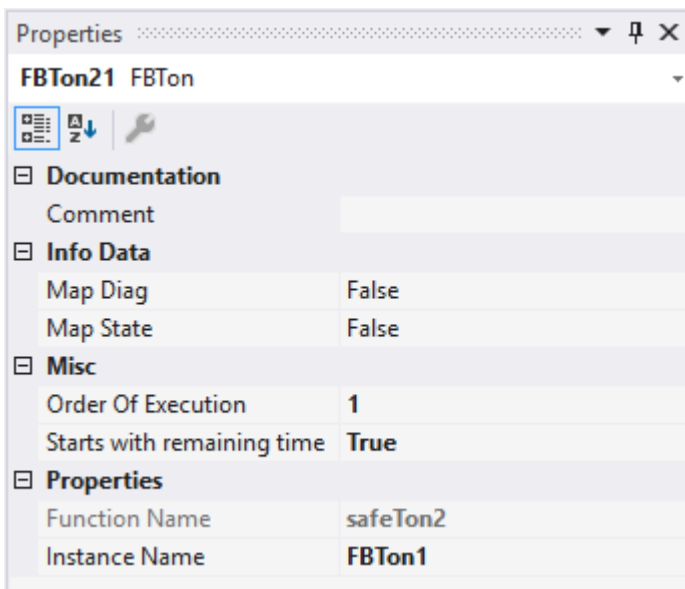 Properties
FBTon21 FBTon
Documentation
Comment
Info Data
Map Diag False
Map State False
Misc
Order Of Execution 1
Starts with remaining time True
Properties
Function Name safeTon2
Instance Name FBTon1